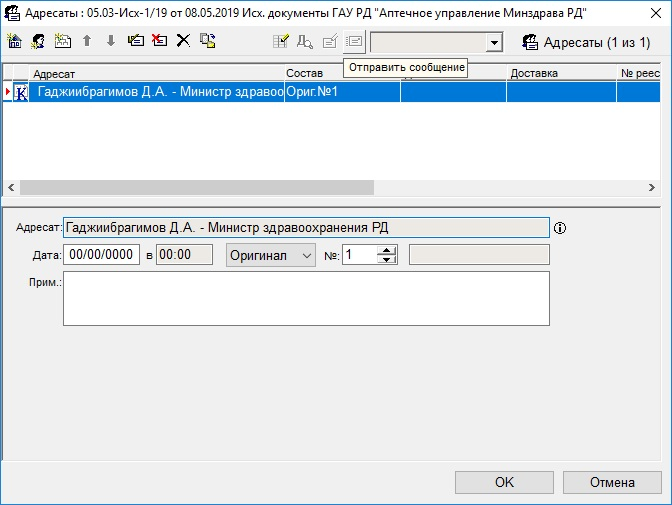 Адресаты : 05.03-Исх-1/19 от 08.05.2019 Исх. документы ГАУ РД "Аптечное управление Минздрава РД"
Адресаты (1 из 1)
Отправить сообщение
Адресат Состав Доставка № реес
К Гаджиибрагимов Д.А. - Министр здравоо Ориг.№1
Адресат: Гаджиибрагимов Д.А. - Министр здравоохранения РД
Дата: 00/00/0000 в 00:00 Оригинал №: 1
Прим.:
OK Отмена